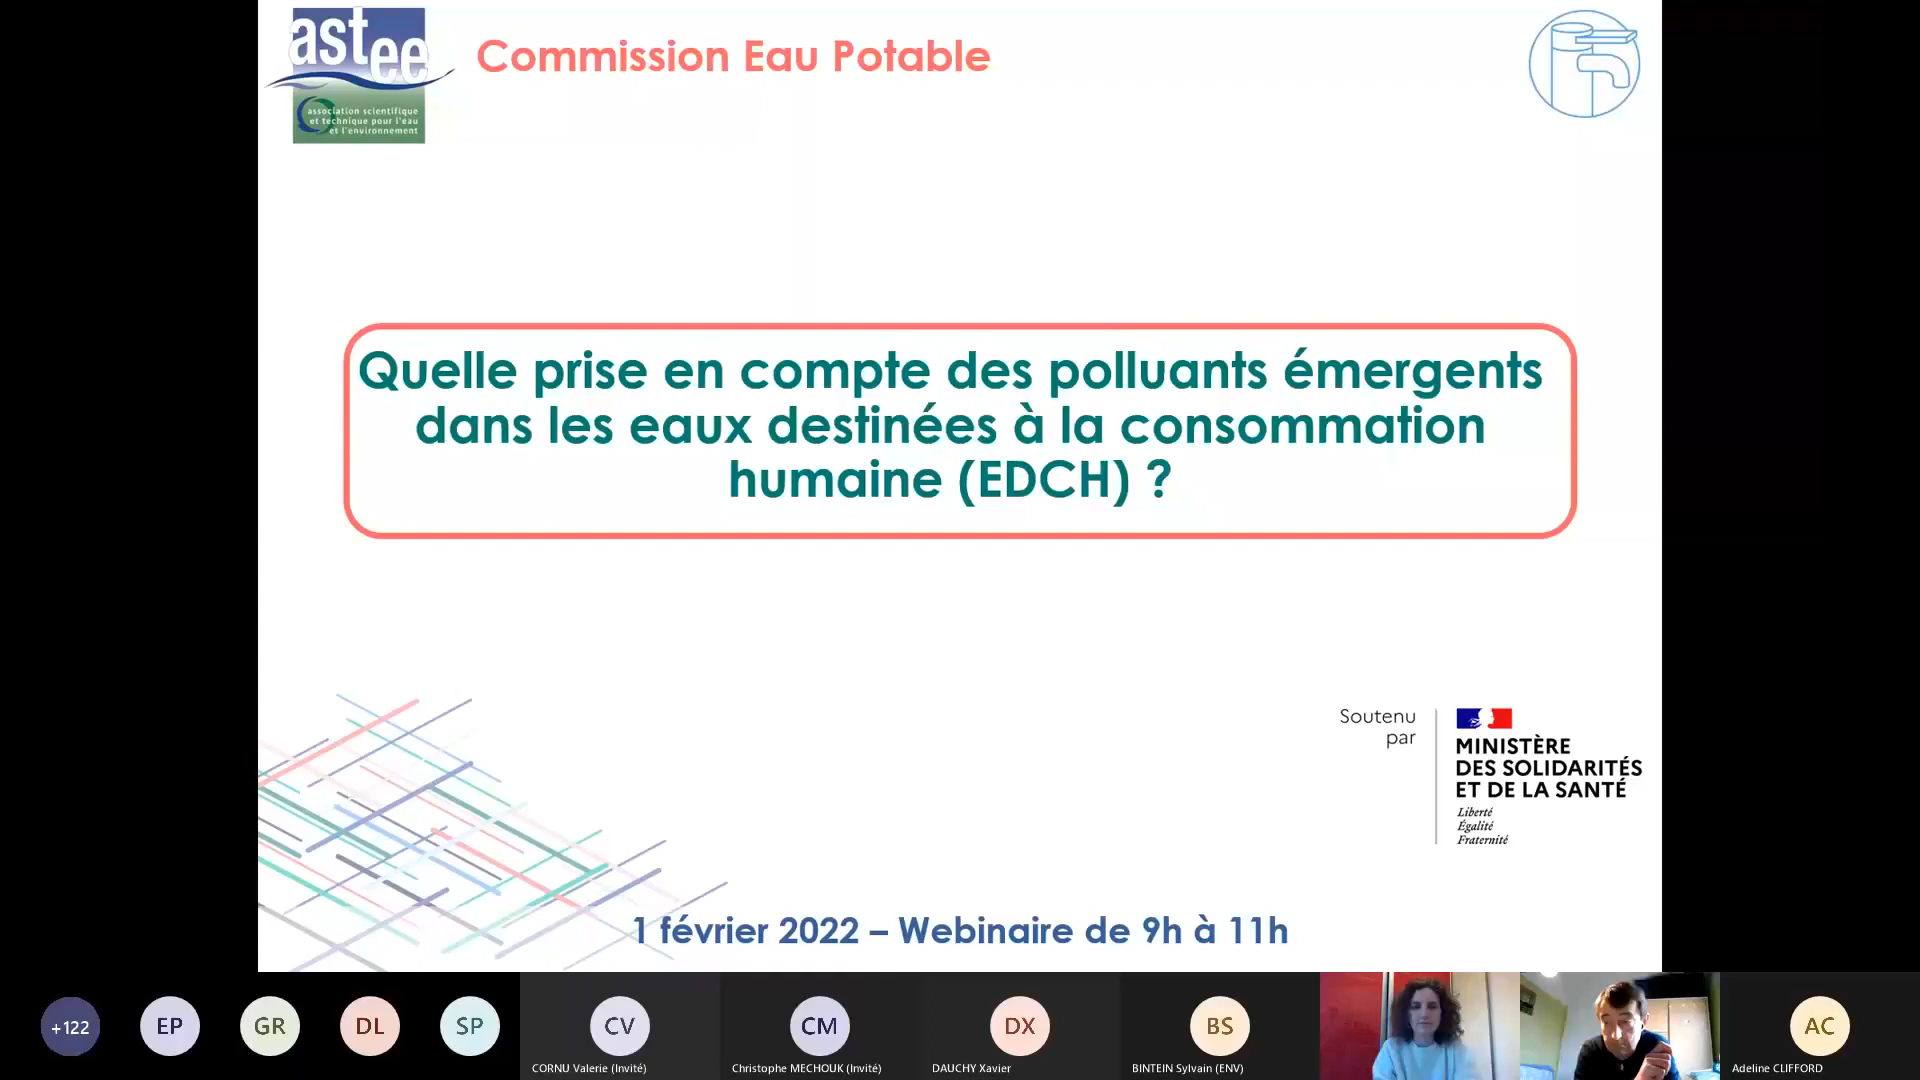 astee
association scientifique
et technique pour l'eau
et l'environnement
Commission Eau Potable
Quelle prise en compte des polluants émergents
dans les eaux destinées à la consommation
humaine (EDCH) ?
Soutenu
par
MINISTÈRE
DES SOLIDARITÉS
ET DE LA SANTÉ
Liberté
Égalité
Fraternité
1 février 2022 – Webinaire de 9h à 11h
+122
EP
GR
DL
SP
CV
CORNU Valerie (Invité)
CM
Christophe MECHOUK (Invité)
DX
DAUCHY Xavier
BS
BINTEIN Sylvain (ENV)
AC
Adeline CLIFFORD